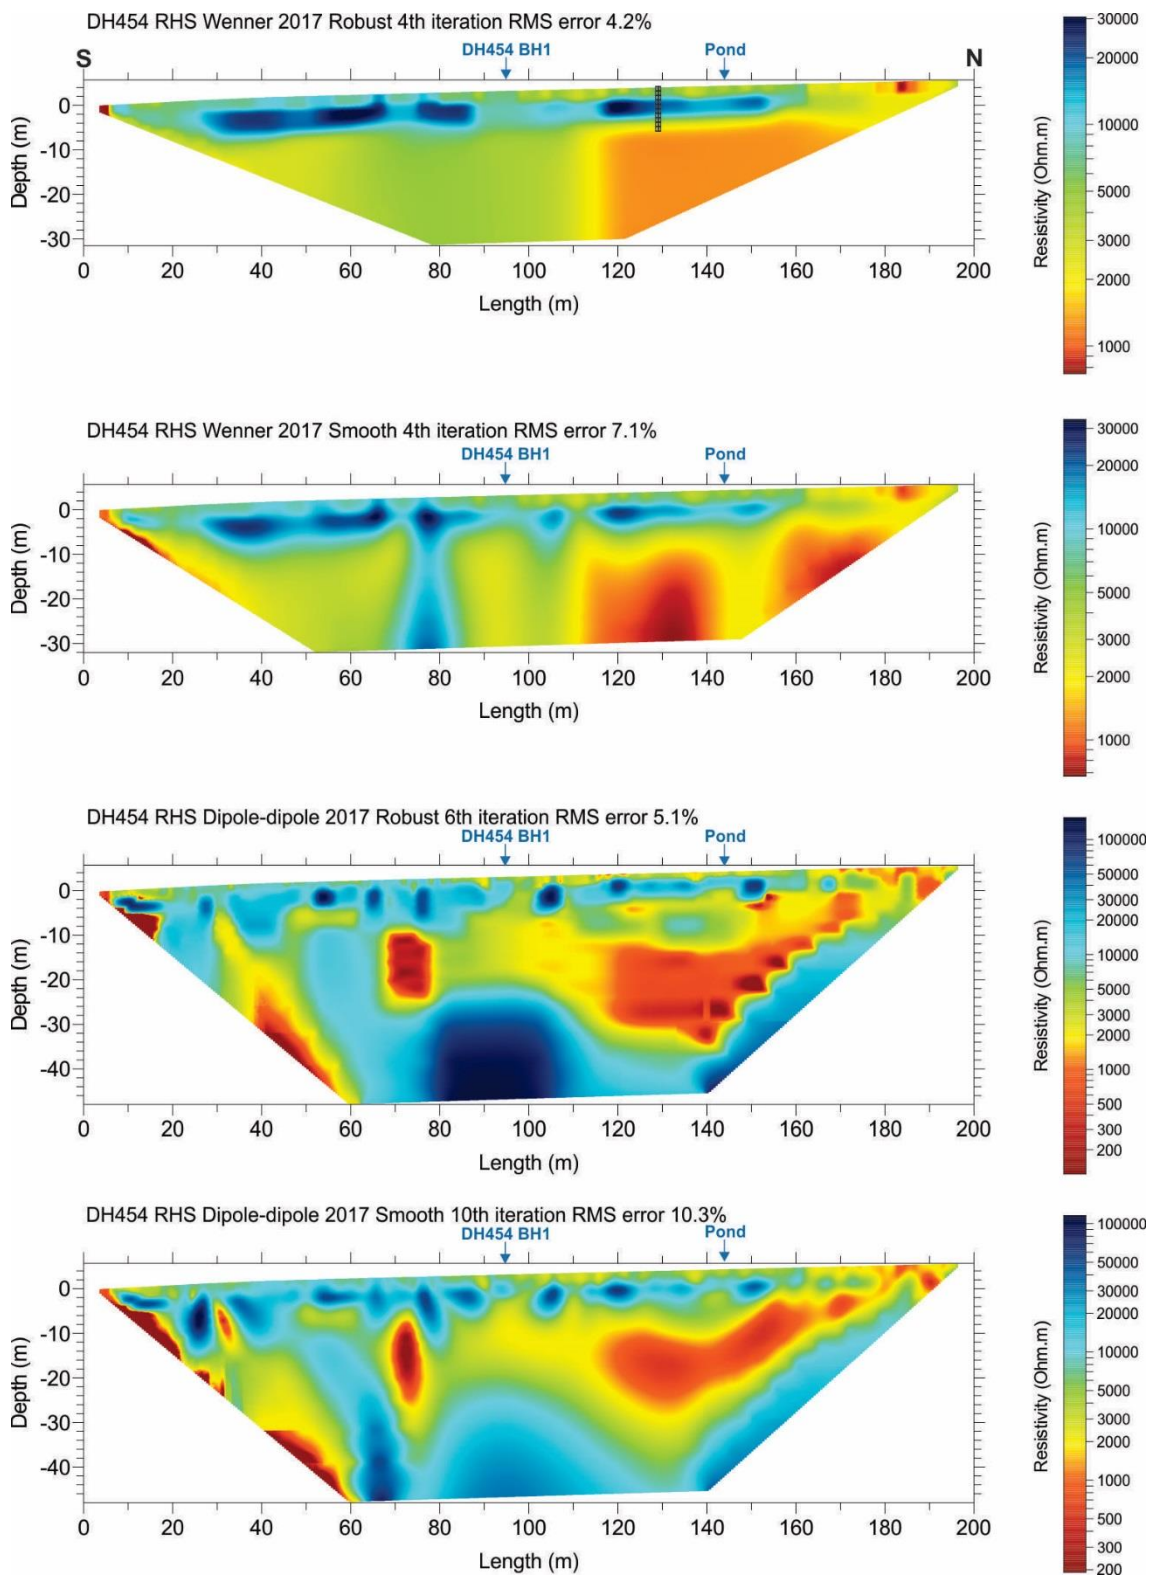 DH454 RHS Wenner 2017 Robust 4th iteration RMS error 4.2%
S
DH454 BH1
Pond
N
Depth (m)
0
-10
-20
-30
0 20 40 60 80 100 120 140 160 180 200
Length (m)
Resistivity (Ohm.m)
30000
20000
10000
5000
3000
2000
1000
DH454 RHS Wenner 2017 Smooth 4th iteration RMS error 7.1%
DH454 BH1
Pond
Depth (m)
0
-10
-20
-30
0 20 40 60 80 100 120 140 160 180 200
Length (m)
Resistivity (Ohm.m)
30000
20000
10000
5000
3000
2000
1000
DH454 RHS Dipole-dipole 2017 Robust 6th iteration RMS error 5.1%
DH454 BH1
Pond
Depth (m)
0
-10
-20
-30
-40
0 20 40 60 80 100 120 140 160 180 200
Length (m)
Resistivity (Ohm.m)
100000
50000
30000
20000
10000
5000
3000
2000
1000
500
300
200
DH454 RHS Dipole-dipole 2017 Smooth 10th iteration RMS error 10.3%
DH454 BH1
Pond
Depth (m)
0
-10
-20
-30
-40
0 20 40 60 80 100 120 140 160 180 200
Length (m)
Resistivity (Ohm.m)
100000
50000
30000
20000
10000
5000
3000
2000
1000
500
300
200